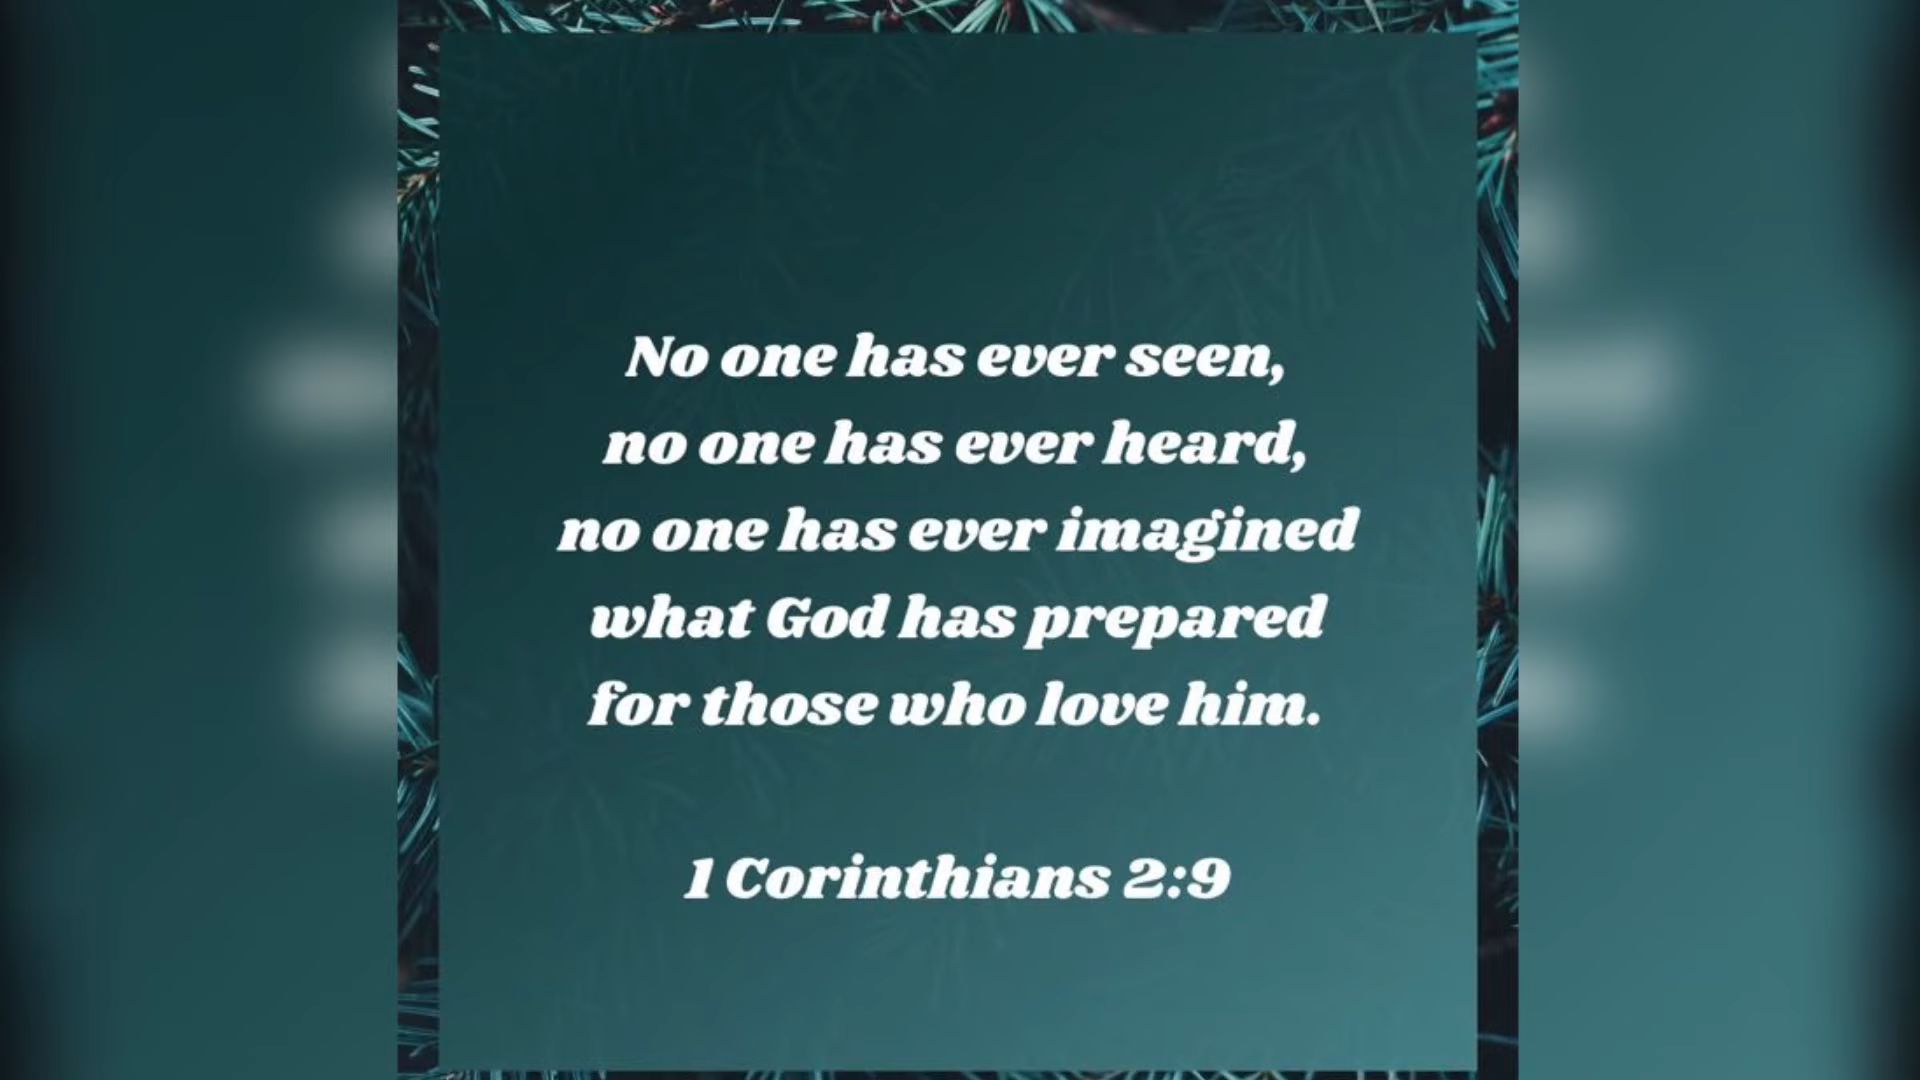 No one has ever seen,
no one has ever heard,
no one has ever imagined
what God has prepared
for those who love him.
1 Corinthians 2:9